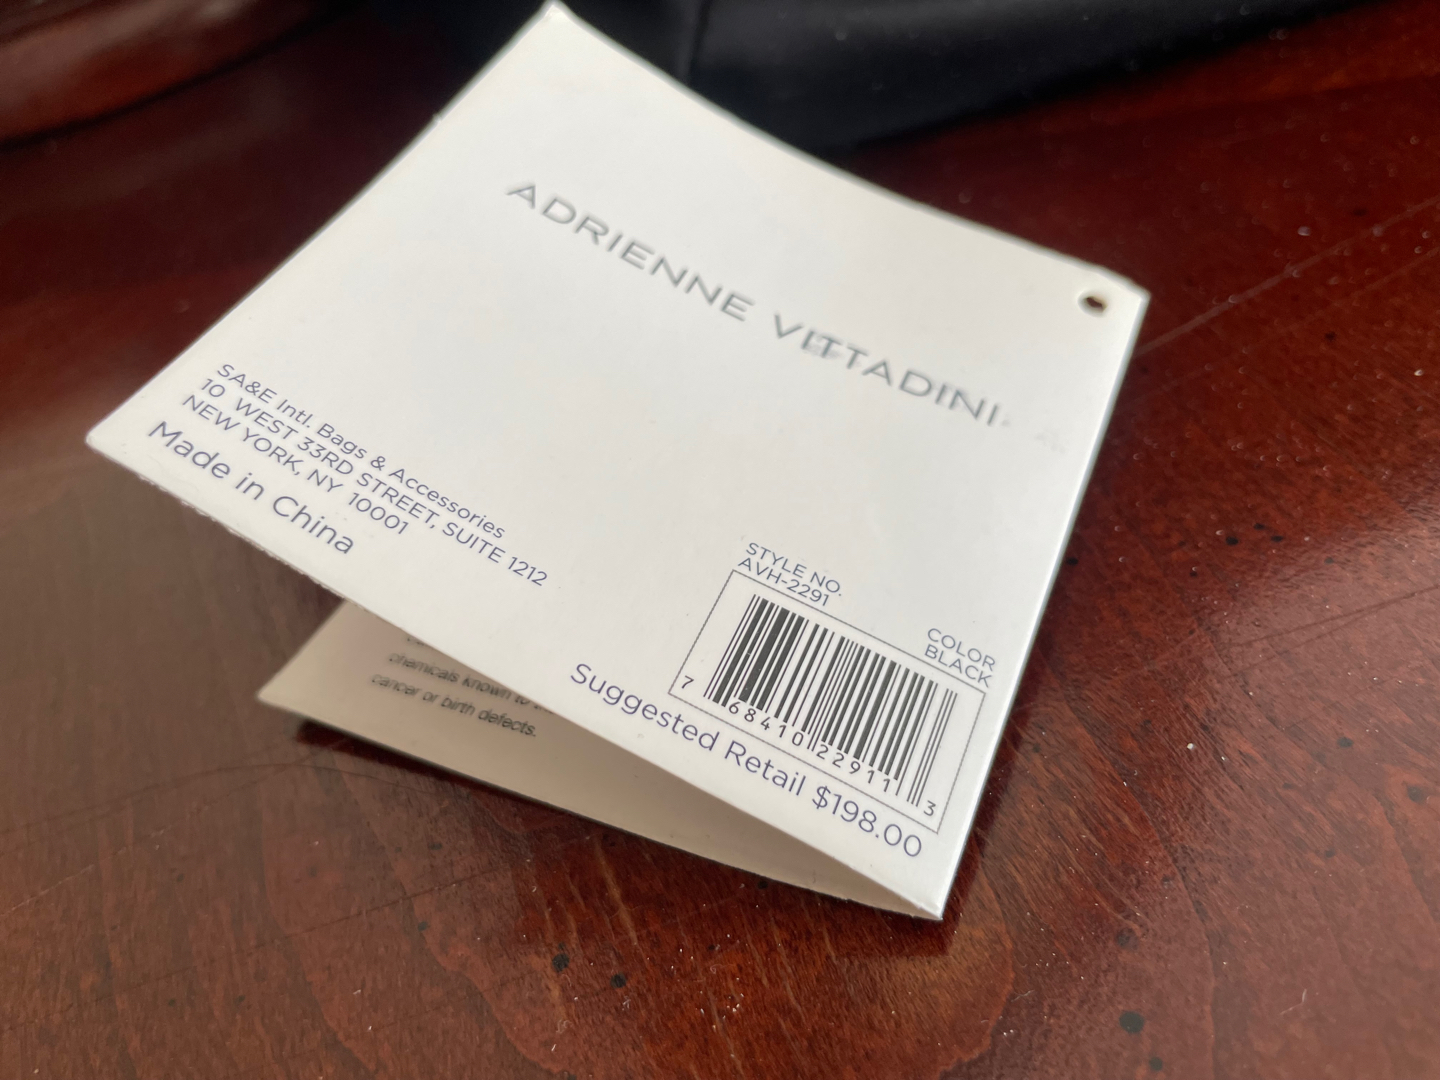 ADRIENNE VITTADINI
SA&E Intl. Bags & Accessories
10 WEST 33RD STREET, SUITE 1212
NEW YORK, NY 10001
Made in China
STYLE NO.
AVH-2291
COLOR
BLACK
7 68410 22911 3
Suggested Retail $198.00
chemicals known to
cancer or birth defects.